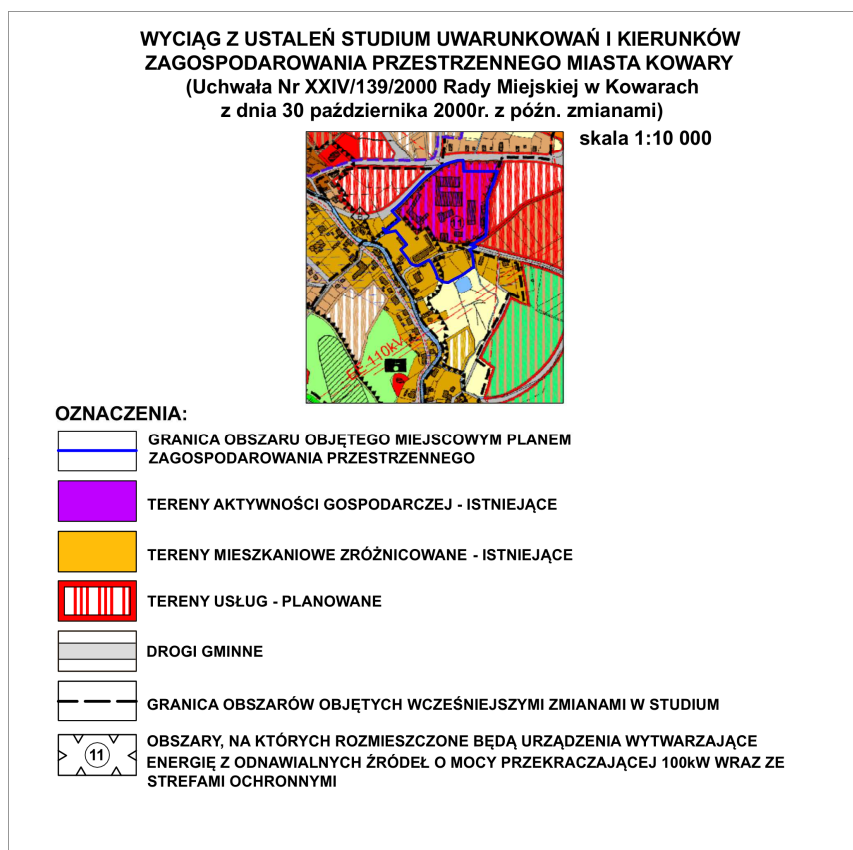 WYCIĄG Z USTALEŃ STUDIUM UWARUNKOWAŃ I KIERUNKÓW
ZAGOSPODAROWANIA PRZESTRZENNEGO MIASTA KOWARY
(Uchwała Nr XXIV/139/2000 Rady Miejskiej w Kowarach
z dnia 30 października 2000r. z późn. zmianami)
skala 1:10 000
11
EE 110kV
OZNACZENIA:
GRANICA OBSZARU OBJĘTEGO MIEJSCOWYM PLANEM
ZAGOSPODAROWANIA PRZESTRZENNEGO
TERENY AKTYWNOŚCI GOSPODARCZEJ - ISTNIEJĄCE
TERENY MIESZKANIOWE ZRÓŻNICOWANE - ISTNIEJĄCE
TERENY USŁUG - PLANOWANE
DROGI GMINNE
GRANICA OBSZARÓW OBJĘTYCH WCZEŚNIEJSZYMI ZMIANAMI W STUDIUM
11
OBSZARY, NA KTÓRYCH ROZMIESZCZONE BĘDĄ URZĄDZENIA WYTWARZAJĄCE
ENERGIĘ Z ODNAWIALNYCH ŹRÓDEŁ O MOCY PRZEKRACZAJĄCEJ 100kW WRAZ ZE
STREFAMI OCHRONNYMI